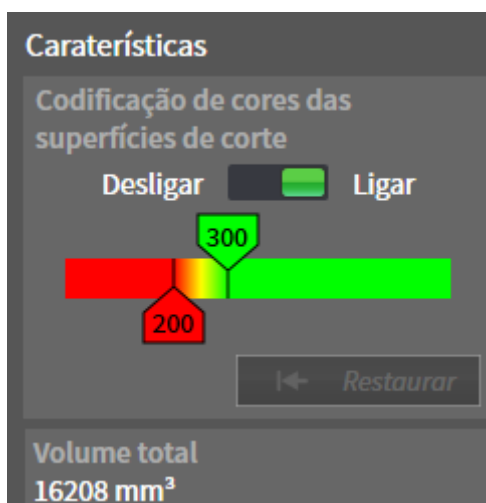 Caraterísticas
Codificação de cores das
superfícies de corte
Desligar Ligar
300
200
Restaurar
Volume total
16208 mm³